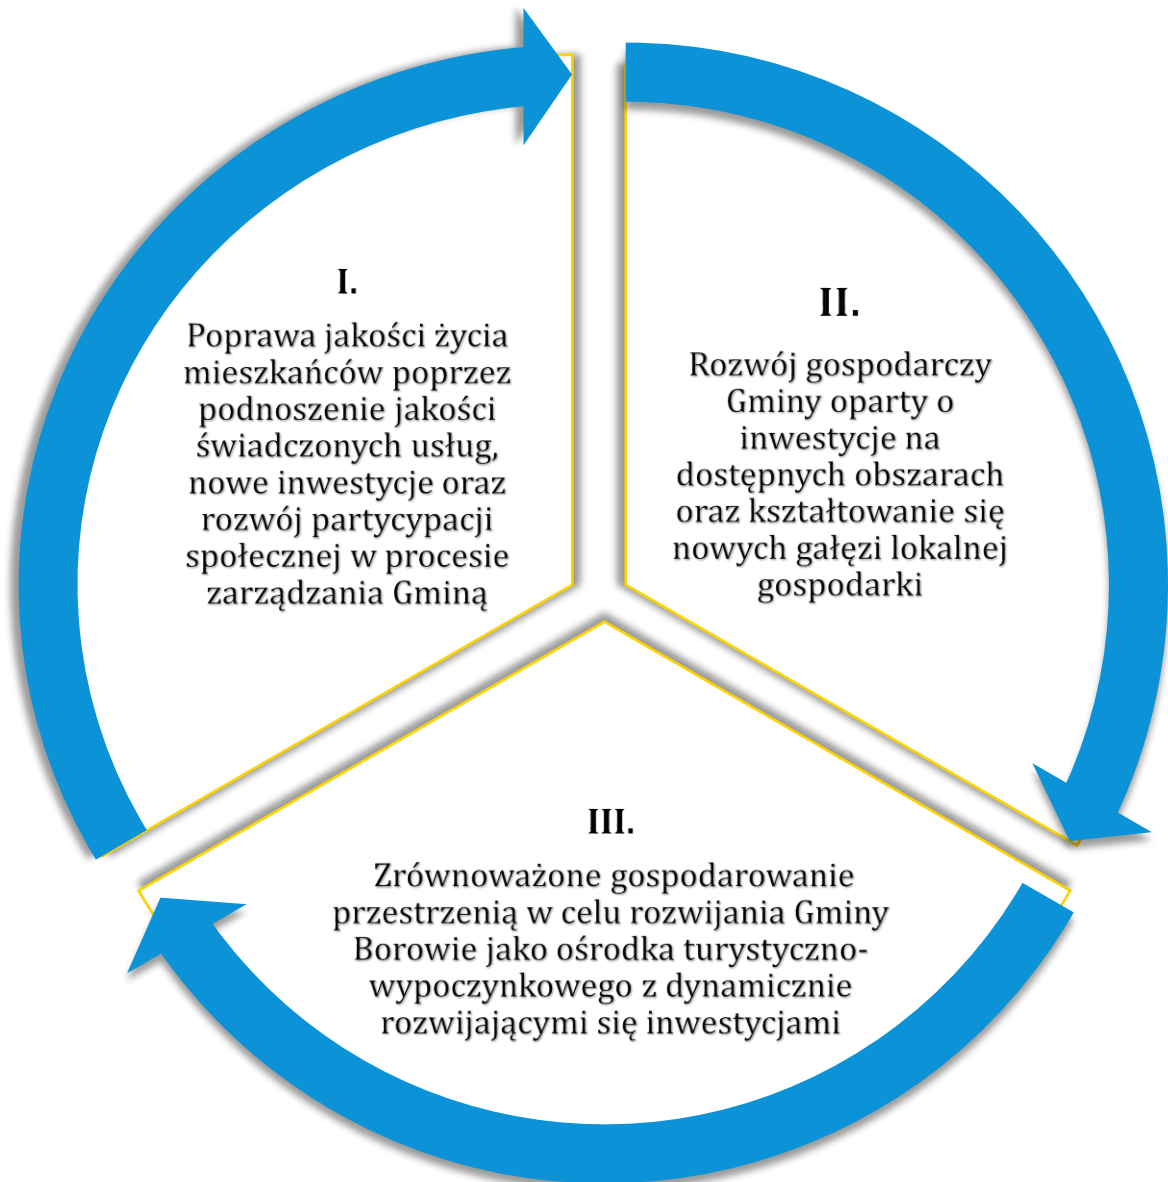 I.
Poprawa jakości życia
mieszkańców poprzez
podnoszenie jakości
świadczonych usług,
nowe inwestycje oraz
rozwój partycypacji
społecznej w procesie
zarządzania Gminą
II.
Rozwój gospodarczy
Gminy oparty o
inwestycje na
dostępnych obszarach
oraz kształtowanie się
nowych gałęzi lokalnej
gospodarki
III.
Zrównoważone gospodarowanie
przestrzenią w celu rozwijania Gminy
Borowie jako ośrodka turystyczno-
wypoczynkowego z dynamicznie
rozwijającymi się inwestycjami